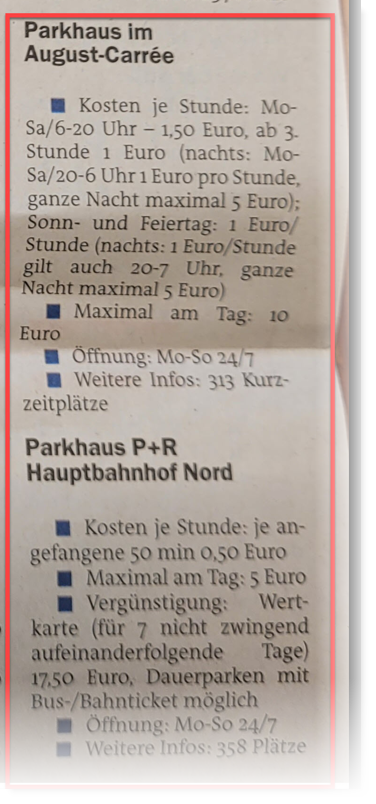 Parkhaus im
August-Carrée
■ Kosten je Stunde: Mo-
Sa/6-20 Uhr – 1,50 Euro, ab 3.
Stunde 1 Euro (nachts: Mo-
Sa/20-6 Uhr 1 Euro pro Stunde,
ganze Nacht maximal 5 Euro);
Sonn- und Feiertag: 1 Euro/
Stunde (nachts: 1 Euro/Stunde
gilt auch 20-7 Uhr, ganze
Nacht maximal 5 Euro)
■ Maximal am Tag: 10
Euro
■ Öffnung: Mo-So 24/7
■ Weitere Infos: 313 Kurz-
zeitplätze
Parkhaus P+R
Hauptbahnhof Nord
■ Kosten je Stunde: je an-
gefangene 50 min 0,50 Euro
■ Maximal am Tag: 5 Euro
■ Vergünstigung: Wert-
karte (für 7 nicht zwingend
aufeinanderfolgende Tage)
17,50 Euro, Dauerparken mit
Bus-/Bahnticket möglich
■ Öffnung: Mo-So 24/7
■ Weitere Infos: 358 Plätze